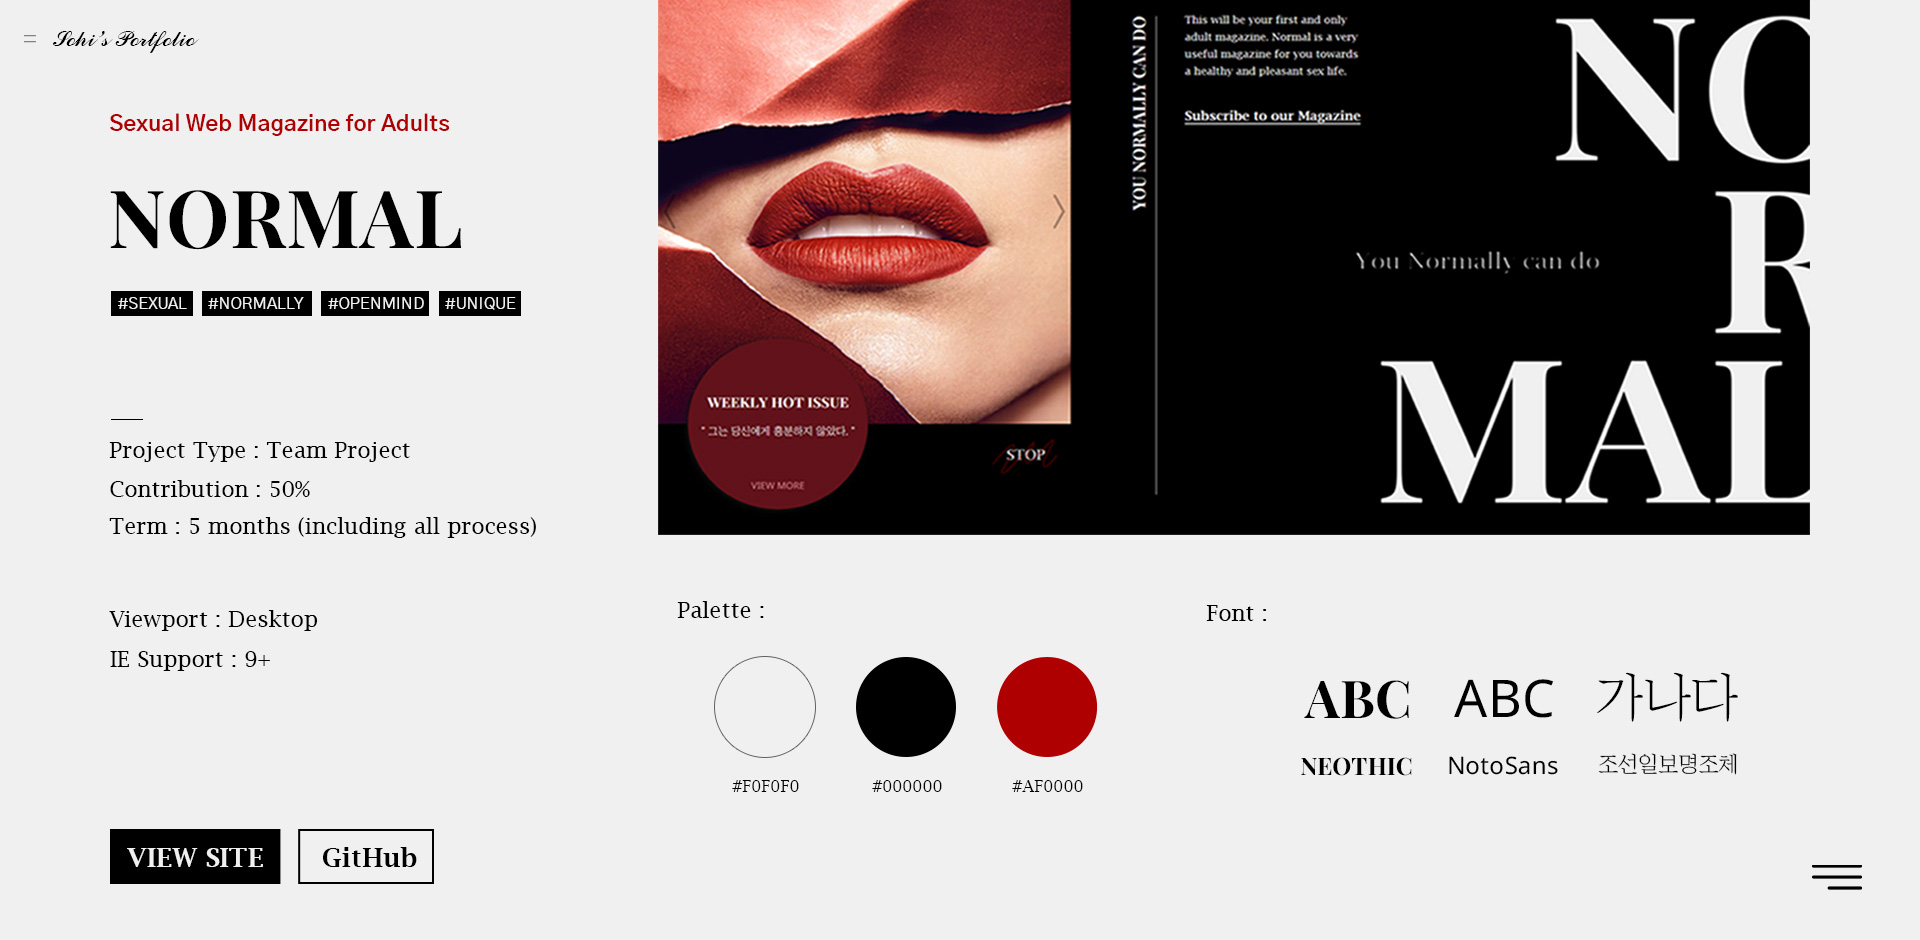 Sohi's Portfolio
Sexual Web Magazine for Adults
NORMAL
#SEXUAL #NORMALLY #OPENMIND #UNIQUE
Project Type : Team Project
Contribution : 50%
Term : 5 months (including all process)
Viewport : Desktop
IE Support : 9+
VIEW SITE
GitHub
WEEKLY HOT ISSUE
" 그는 당신에게 흥분하지 않았다. "
VIEW MORE
STOP
YOU NORMALLY CAN DO
This will be your first and only
adult magazine. Normal is a very
useful magazine for you towards
a healthy and pleasant sex life.
Subscribe to our Magazine
You Normally can do
NO
R
MAL
Palette :
#F0F0F0
#000000
#AF0000
Font :
ABC ABC 가나다
NEOTHIC NotoSans 조선일보명조체